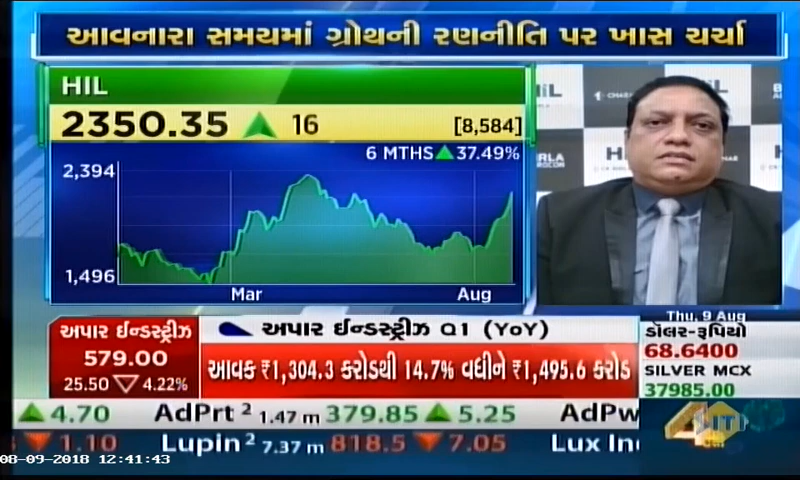 આવનારા સમયમાં ગ્રોથની રણનીતિ પર ખાસ ચર્ચા
HIL
2350.35 ▲ 16 [8,584]
6 MTHS ▲ 37.49%
2,394
1,496
Mar Aug
અપાર ઈન્ડસ્ટ્રીઝ
579.00
25.50 ▽ 4.22%
અપાર ઈન્ડસ્ટ્રીઝ Q1 (YoY)
આવક ₹1,304.3 કરોડથી 14.7% વધીને ₹1,495.6 કરોડ
Thu, 9 Aug
ડોલર-રૂપિયો
68.6400
SILVER MCX
37985.00
▲ 4.70 AdPrt 2 1.47 m 379.85 ▲ 5.25 AdPw
▼ 1.10 Lupin 2 7.37 m 818.5 ▼ 7.05 Lux In
08-09-2018 12:41:43